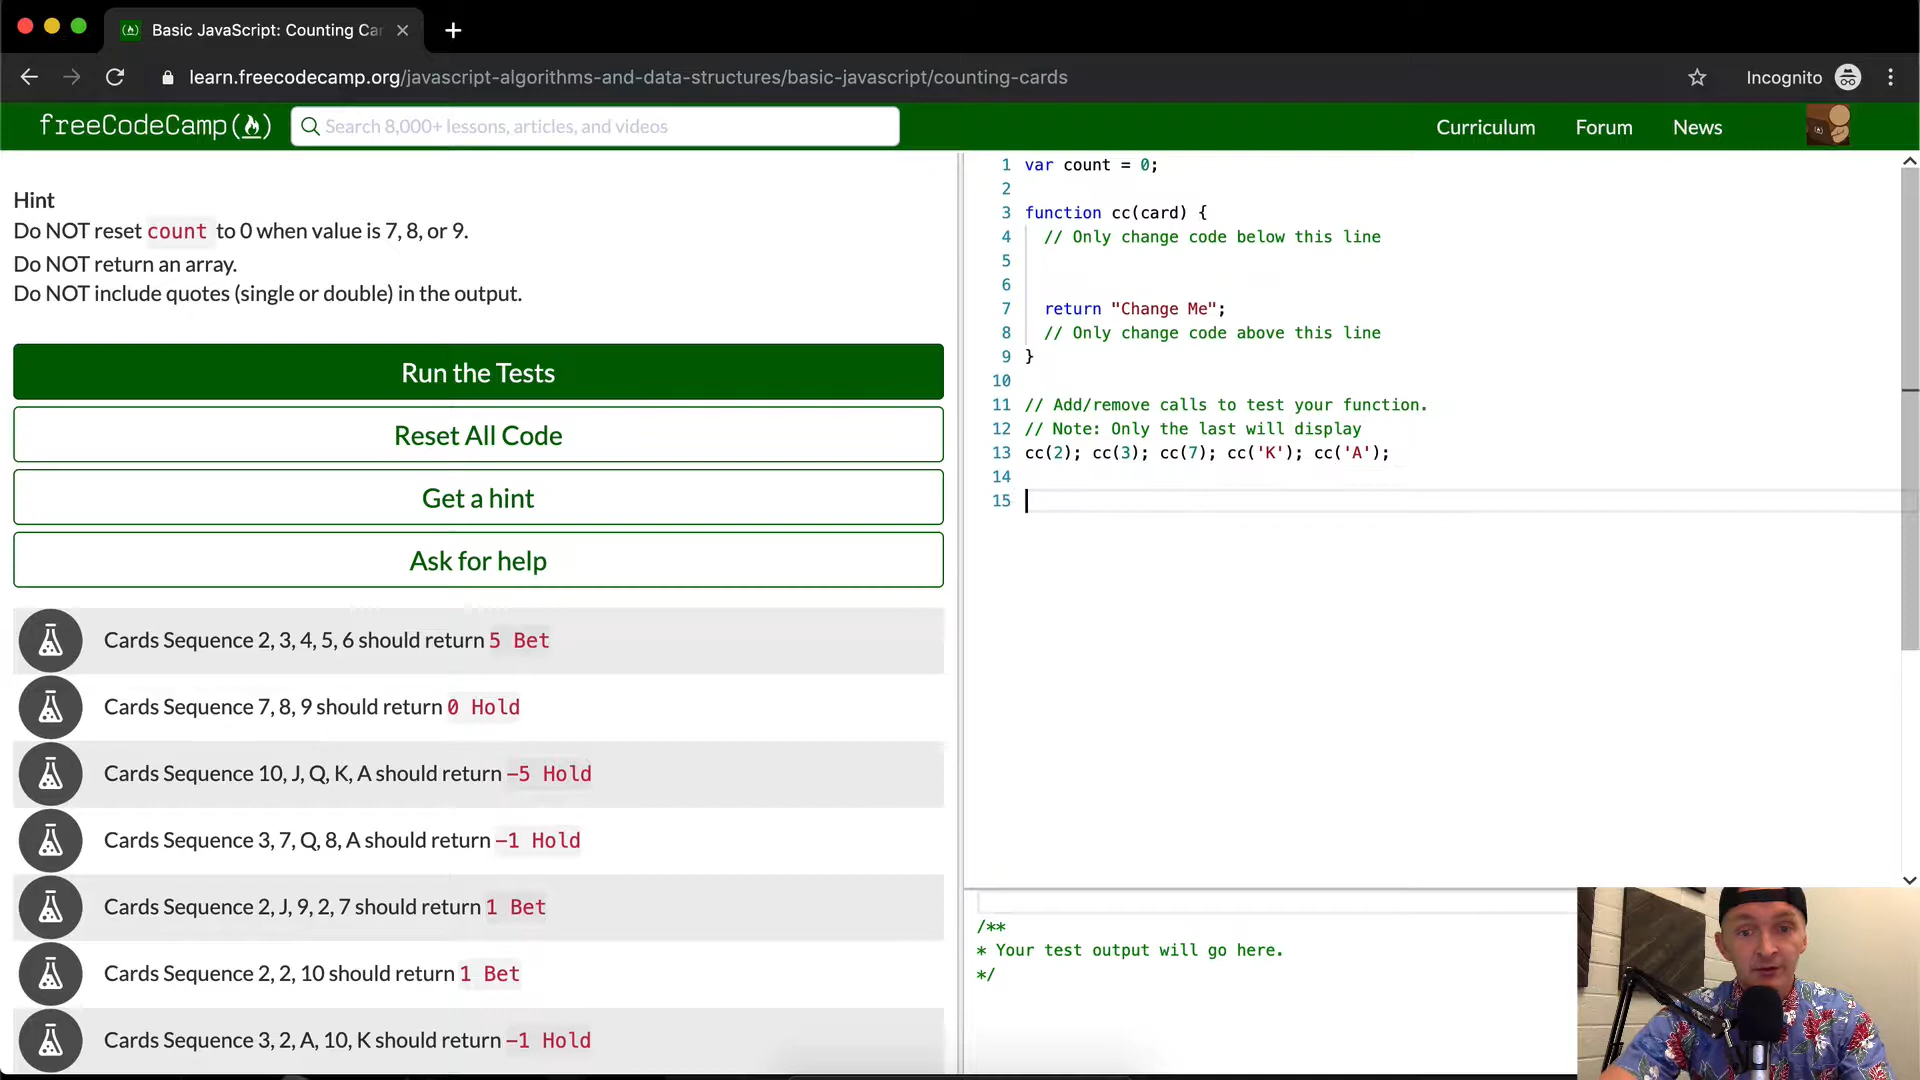 Basic JavaScript: Counting Car
learn.freecodecamp.org/javascript-algorithms-and-data-structures/basic-javascript/counting-cards
Incognito
freeCodeCamp
Search 8,000+ lessons, articles, and videos
Curriculum
Forum
News
Hint
Do NOT reset count to 0 when value is 7, 8, or 9.
Do NOT return an array.
Do NOT include quotes (single or double) in the output.
Run the Tests
Reset All Code
Get a hint
Ask for help
Cards Sequence 2, 3, 4, 5, 6 should return 5 Bet
Cards Sequence 7, 8, 9 should return 0 Hold
Cards Sequence 10, J, Q, K, A should return -5 Hold
Cards Sequence 3, 7, Q, 8, A should return -1 Hold
Cards Sequence 2, J, 9, 2, 7 should return 1 Bet
Cards Sequence 2, 2, 10 should return 1 Bet
Cards Sequence 3, 2, A, 10, K should return -1 Hold
1 var count = 0;
2
3 function cc(card) {
4 // Only change code below this line
5
6
7 return "Change Me";
8 // Only change code above this line
9 }
10
11 // Add/remove calls to test your function.
12 // Note: Only the last will display
13 cc(2); cc(3); cc(7); cc('K'); cc('A');
14
15
/**
* Your test output will go here.
*/